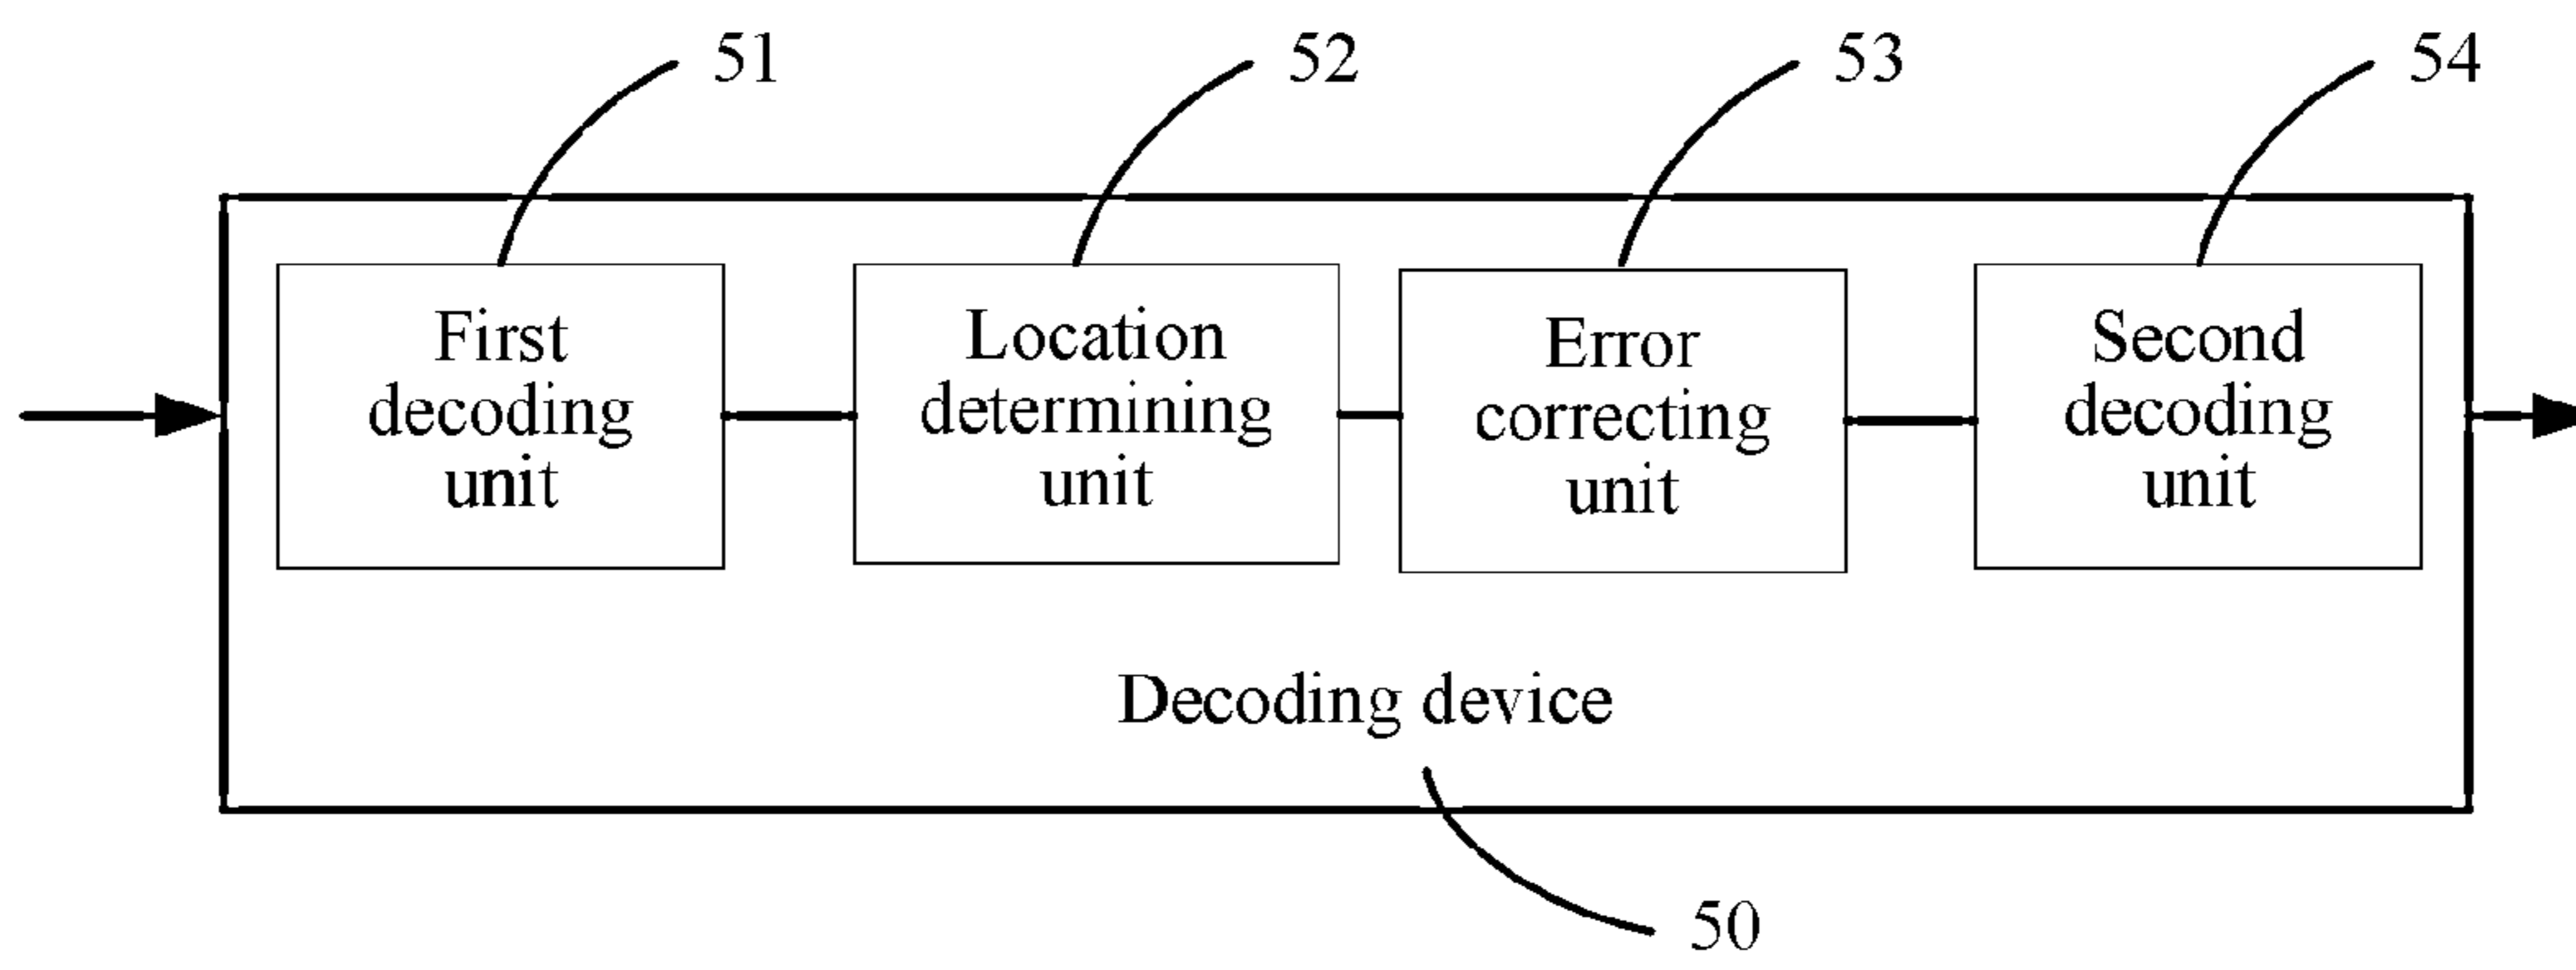 51
52
53
54
First
decoding
unit
Location
determining
unit
Error
correcting
unit
Second
decoding
unit
Decoding device
50